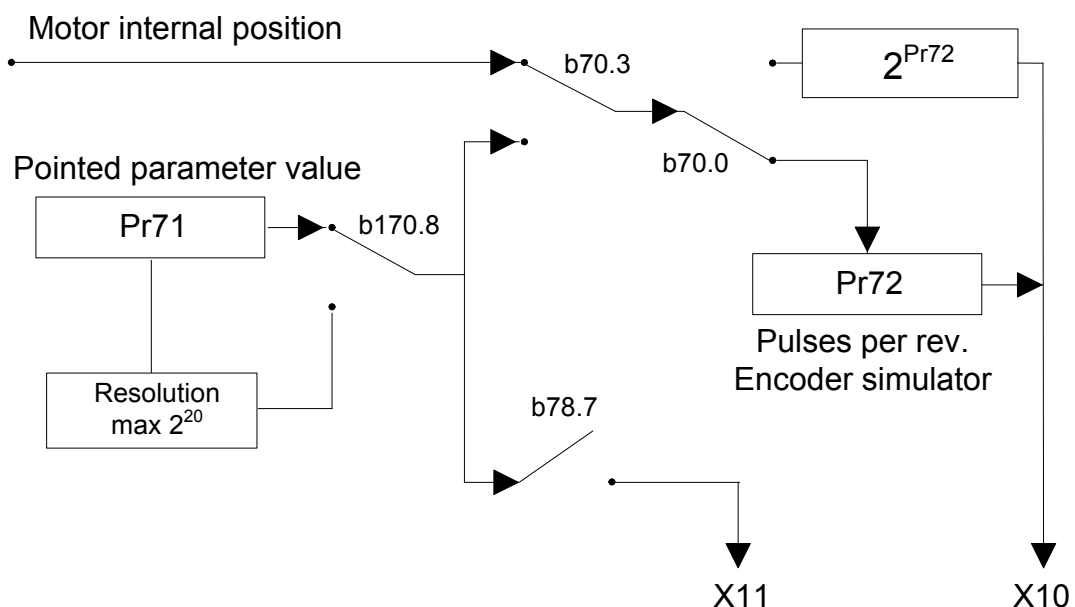 Motor internal position
b70.3
2^Pr72
b70.0
Pointed parameter value
Pr71
b170.8
Pr72
Pulses per rev.
Encoder simulator
Resolution
max 2^20
b78.7
X11
X10